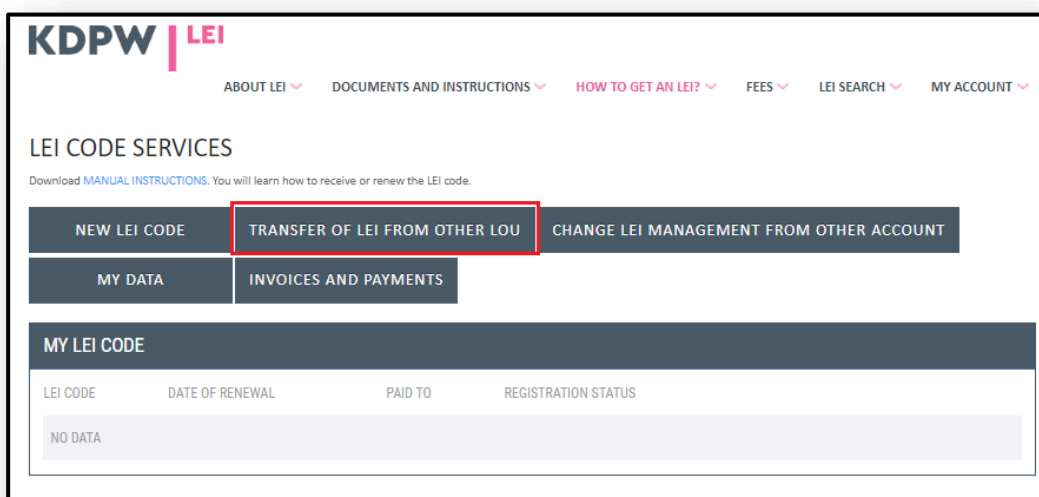 KDPW LEI
ABOUT LEI DOCUMENTS AND INSTRUCTIONS HOW TO GET AN LEI? FEES LEI SEARCH MY ACCOUNT
LEI CODE SERVICES
Download MANUAL INSTRUCTIONS. You will learn how to receive or renew the LEI code.
NEW LEI CODE TRANSFER OF LEI FROM OTHER LOU CHANGE LEI MANAGEMENT FROM OTHER ACCOUNT
MY DATA INVOICES AND PAYMENTS
MY LEI CODE
LEI CODE DATE OF RENEWAL PAID TO REGISTRATION STATUS
NO DATA